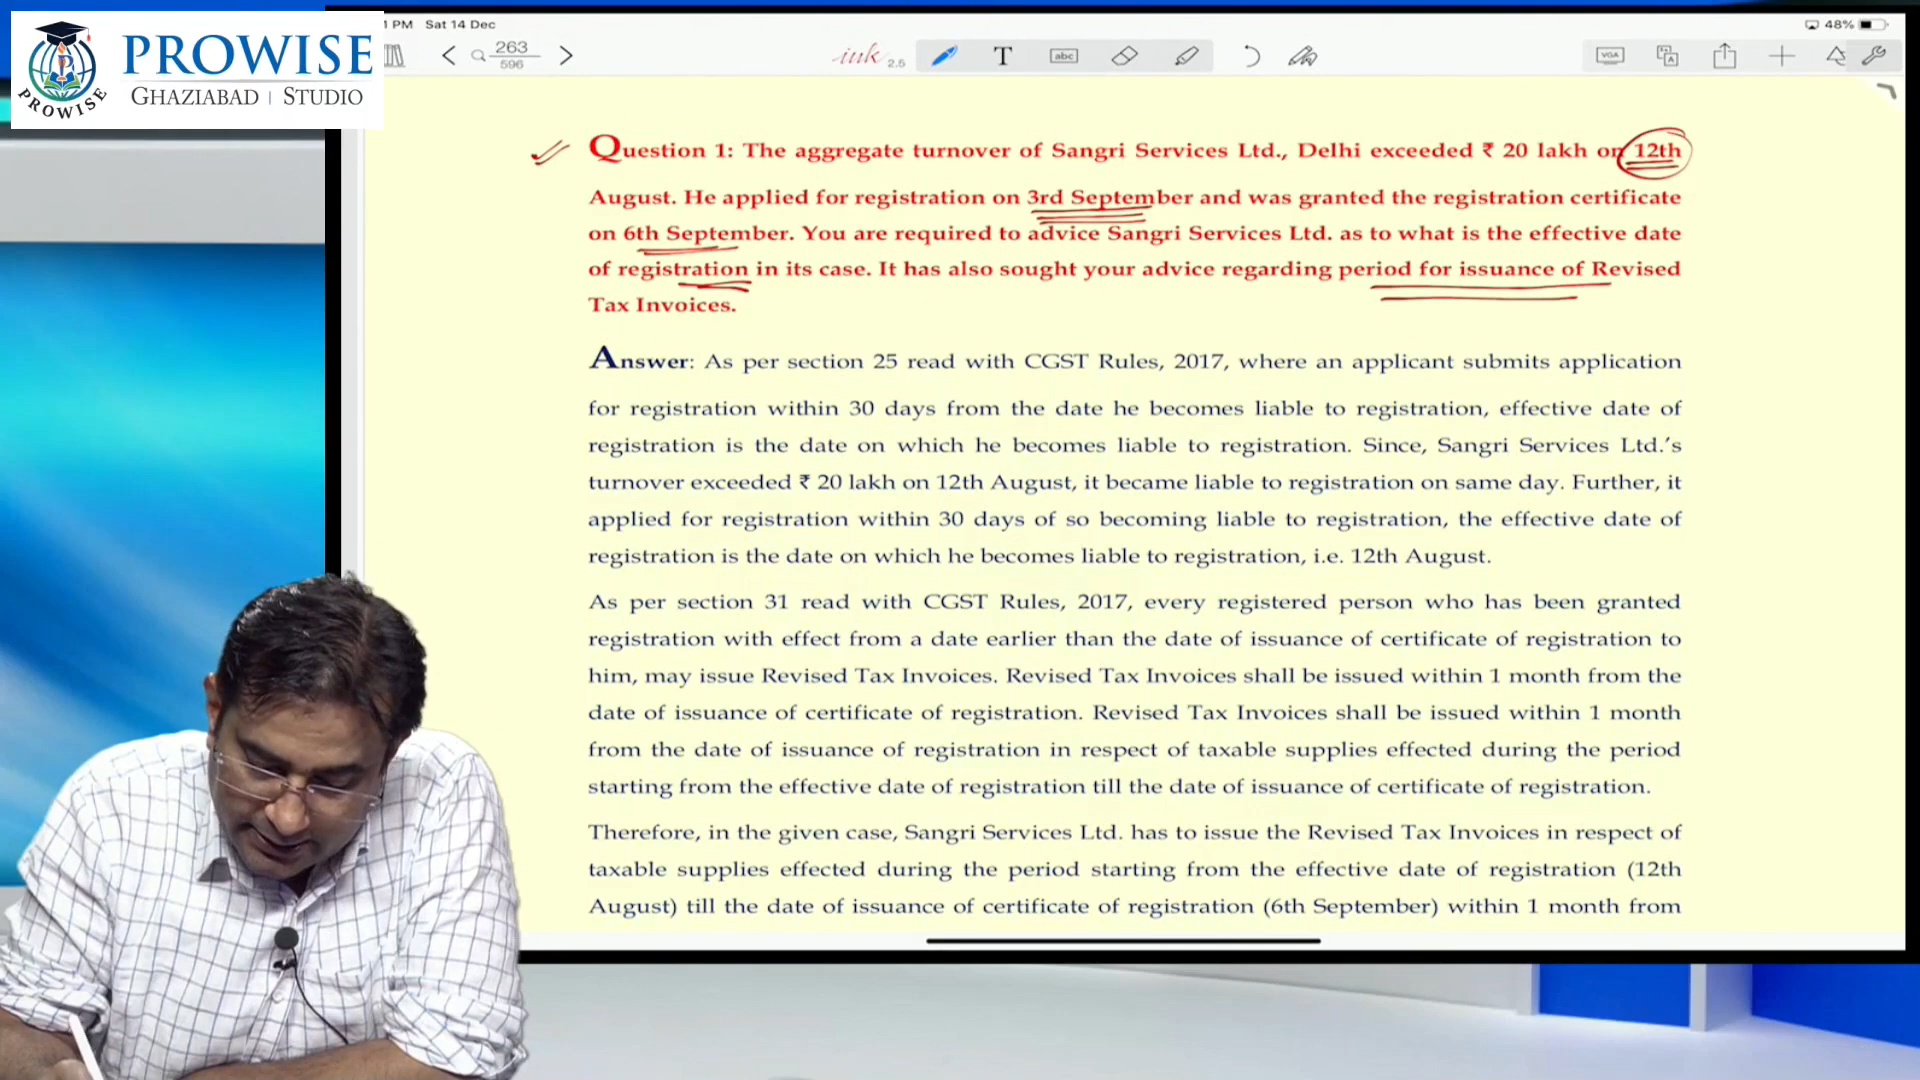 PROWISE
GHAZIABAD | STUDIO
PROWISE
1 PM Sat 14 Dec
48%
263
596
ink 2.5
T
abc
VGA
A
Question 1: The aggregate turnover of Sangri Services Ltd., Delhi exceeded ₹ 20 lakh on 12th
August. He applied for registration on 3rd September and was granted the registration certificate
on 6th September. You are required to advice Sangri Services Ltd. as to what is the effective date
of registration in its case. It has also sought your advice regarding period for issuance of Revised
Tax Invoices.
Answer: As per section 25 read with CGST Rules, 2017, where an applicant submits application
for registration within 30 days from the date he becomes liable to registration, effective date of
registration is the date on which he becomes liable to registration. Since, Sangri Services Ltd.'s
turnover exceeded ₹ 20 lakh on 12th August, it became liable to registration on same day. Further, it
applied for registration within 30 days of so becoming liable to registration, the effective date of
registration is the date on which he becomes liable to registration, i.e. 12th August.
As per section 31 read with CGST Rules, 2017, every registered person who has been granted
registration with effect from a date earlier than the date of issuance of certificate of registration to
him, may issue Revised Tax Invoices. Revised Tax Invoices shall be issued within 1 month from the
date of issuance of certificate of registration. Revised Tax Invoices shall be issued within 1 month
from the date of issuance of registration in respect of taxable supplies effected during the period
starting from the effective date of registration till the date of issuance of certificate of registration.
Therefore, in the given case, Sangri Services Ltd. has to issue the Revised Tax Invoices in respect of
taxable supplies effected during the period starting from the effective date of registration (12th
August) till the date of issuance of certificate of registration (6th September) within 1 month from